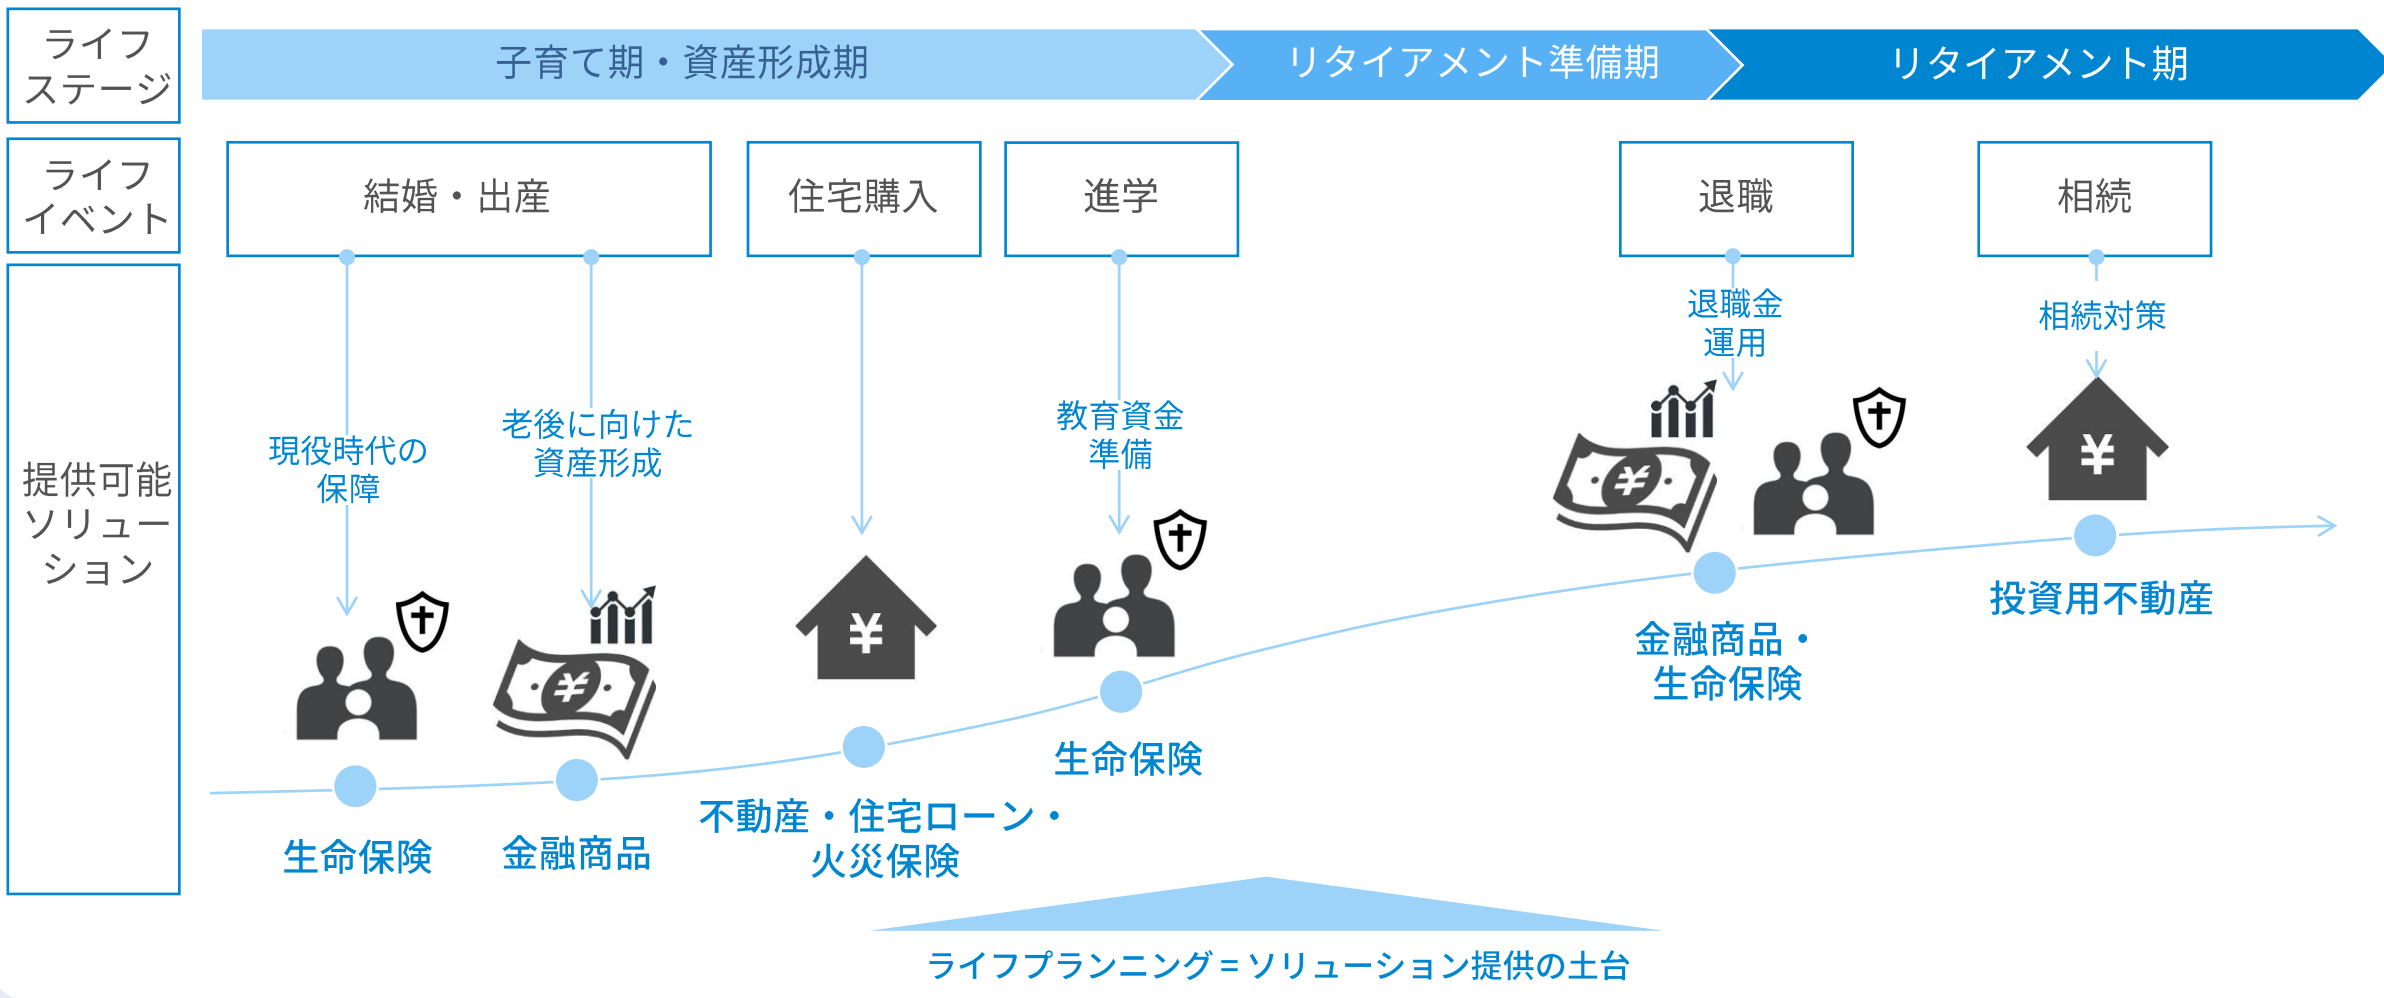 ライフ
ステージ
子育て期・資産形成期
リタイアメント準備期
リタイアメント期
ライフ
イベント
結婚・出産
住宅購入
進学
退職
相続
提供可能
ソリュー
ション
現役時代の
保障
老後に向けた
資産形成
教育資金
準備
退職金
運用
相続対策
¥
¥
¥
¥
生命保険
金融商品
不動産・住宅ローン・
火災保険
生命保険
金融商品・
生命保険
投資用不動産
ライフプランニング = ソリューション提供の土台